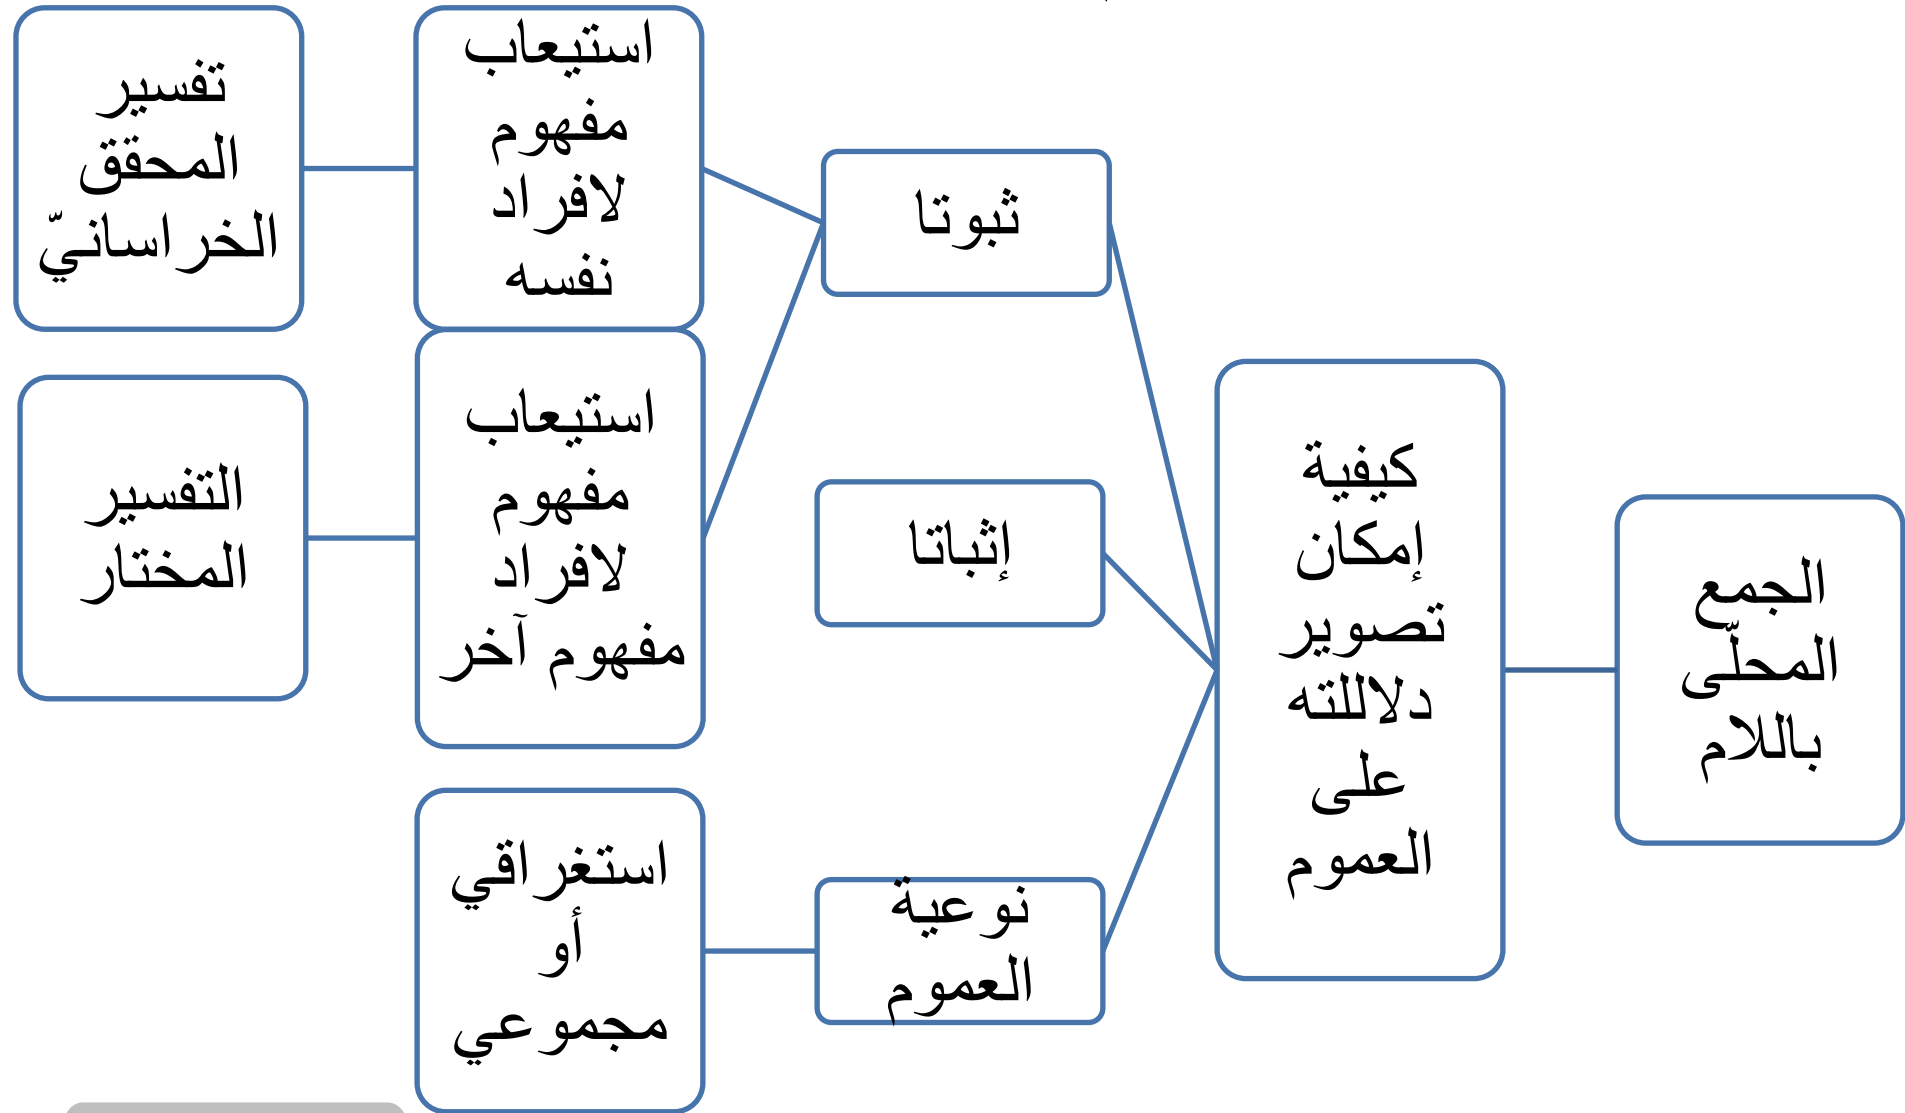 الجمع
المحلّى
باللام
كيفية
إمكان
تصوير
دلاللته
على
العموم
ثبوتا
استيعاب
مفهوم
لافراد
نفسه
تفسير
المحقق
الخراسانيّ
استيعاب
مفهوم
لافراد
مفهوم آخر
التفسير
المختار
إثباتا
نوعية
العموم
استغراقي
أو
مجموعي